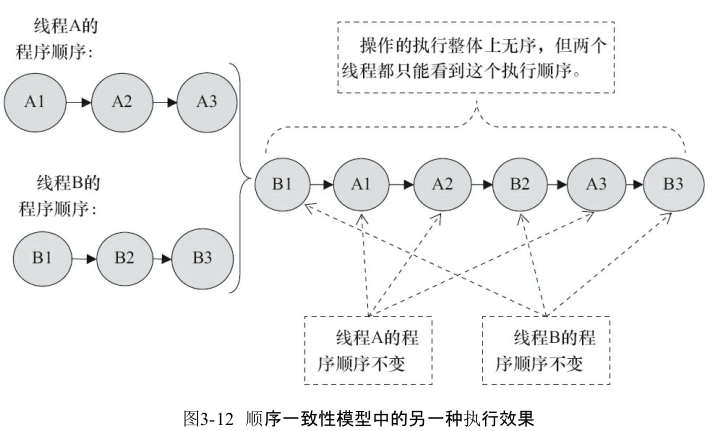 线程A的
程序顺序：
A1
A2
A3
线程B的
程序顺序：
B1
B2
B3
操作的执行整体上无序，但两个
线程都只能看到这个执行顺序。
B1
A1
A2
B2
A3
B3
线程A的程
序顺序不变
线程B的程
序顺序不变
图3-12 顺序一致性模型中的另一种执行效果